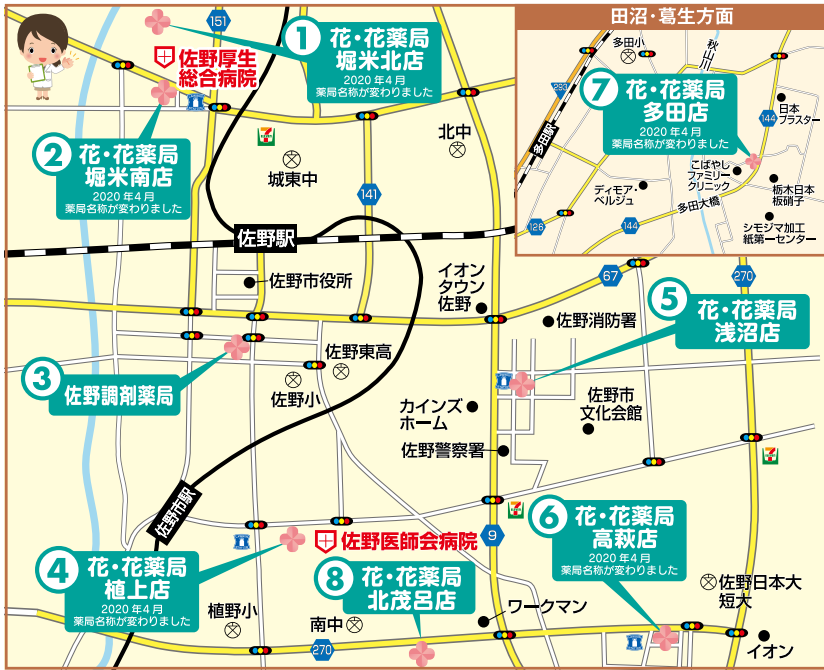 151
1
花・花薬局
堀米北店
2020年4月
薬局名称が変わりました
佐野厚生
総合病院
2
花・花薬局
堀米南店
2020年4月
薬局名称が変わりました
城東中
北中
141
佐野駅
佐野市役所
イオン
タウン
佐野
67
270
佐野消防署
5
花・花薬局
浅沼店
3
佐野調剤薬局
佐野東高
佐野小
カインズ
ホーム
佐野市
文化会館
佐野警察署
佐野市駅
佐野医師会病院
9
4
花・花薬局
植上店
2020年4月
薬局名称が変わりました
6
花・花薬局
高萩店
2020年4月
薬局名称が変わりました
8
花・花薬局
北茂呂店
植野小
南中
270
ワークマン
佐野日本大
短大
イオン
田沼・葛生方面
多田小
秋山川
293
7
花・花薬局
多田店
2020年4月
薬局名称が変わりました
多田駅
144
日本
プラスター
こばやし
ファミリー
クリニック
栃木日本
板硝子
ディモア・
ベルジュ
多田大橋
126
144
シモジマ加工
紙第一センター